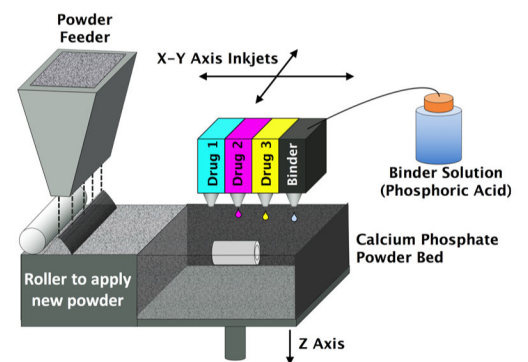 Powder
Feeder
X-Y Axis Inkjets
Drug 1
Drug 2
Drug 3
Binder
Binder Solution
(Phosphoric Acid)
Calcium Phosphate
Powder Bed
Roller to apply
new powder
Z Axis